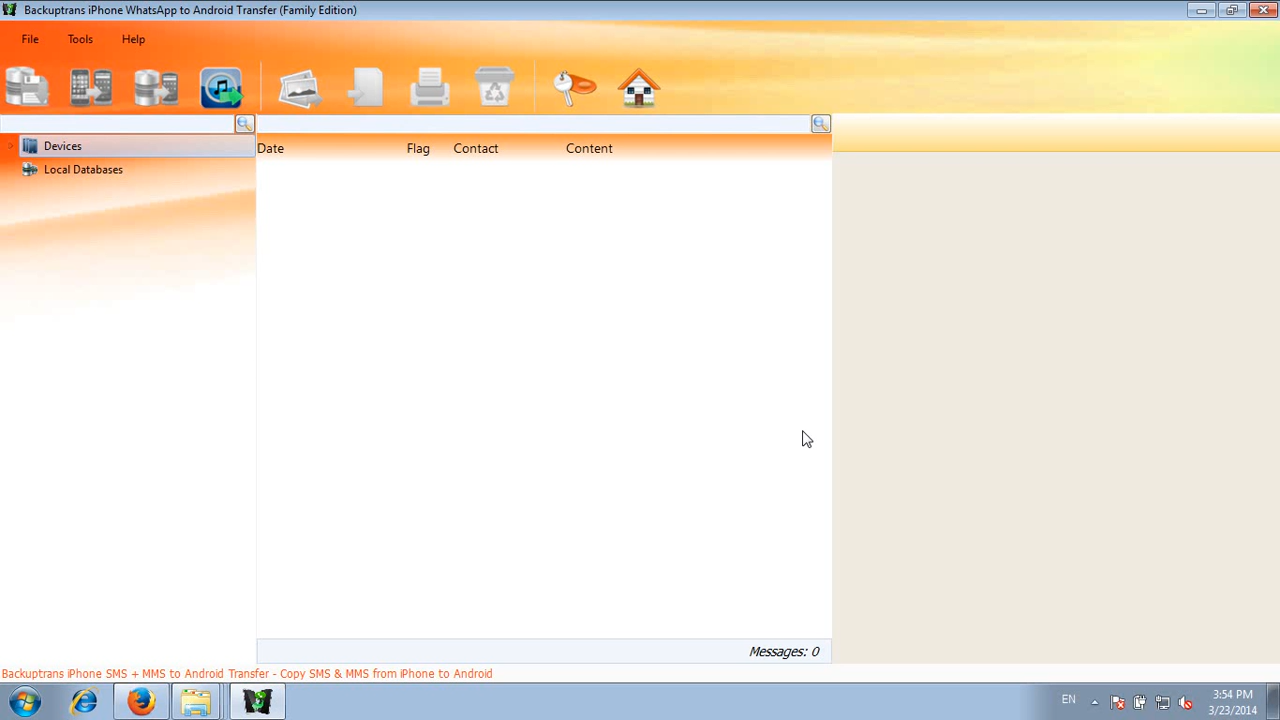 Backuptrans iPhone WhatsApp to Android Transfer (Family Edition)
File Tools Help
Date Flag Contact Content
Devices
Local Databases
Messages: 0
Backuptrans iPhone SMS + MMS to Android Transfer - Copy SMS & MMS from iPhone to Android
EN
3:54 PM
3/23/2014